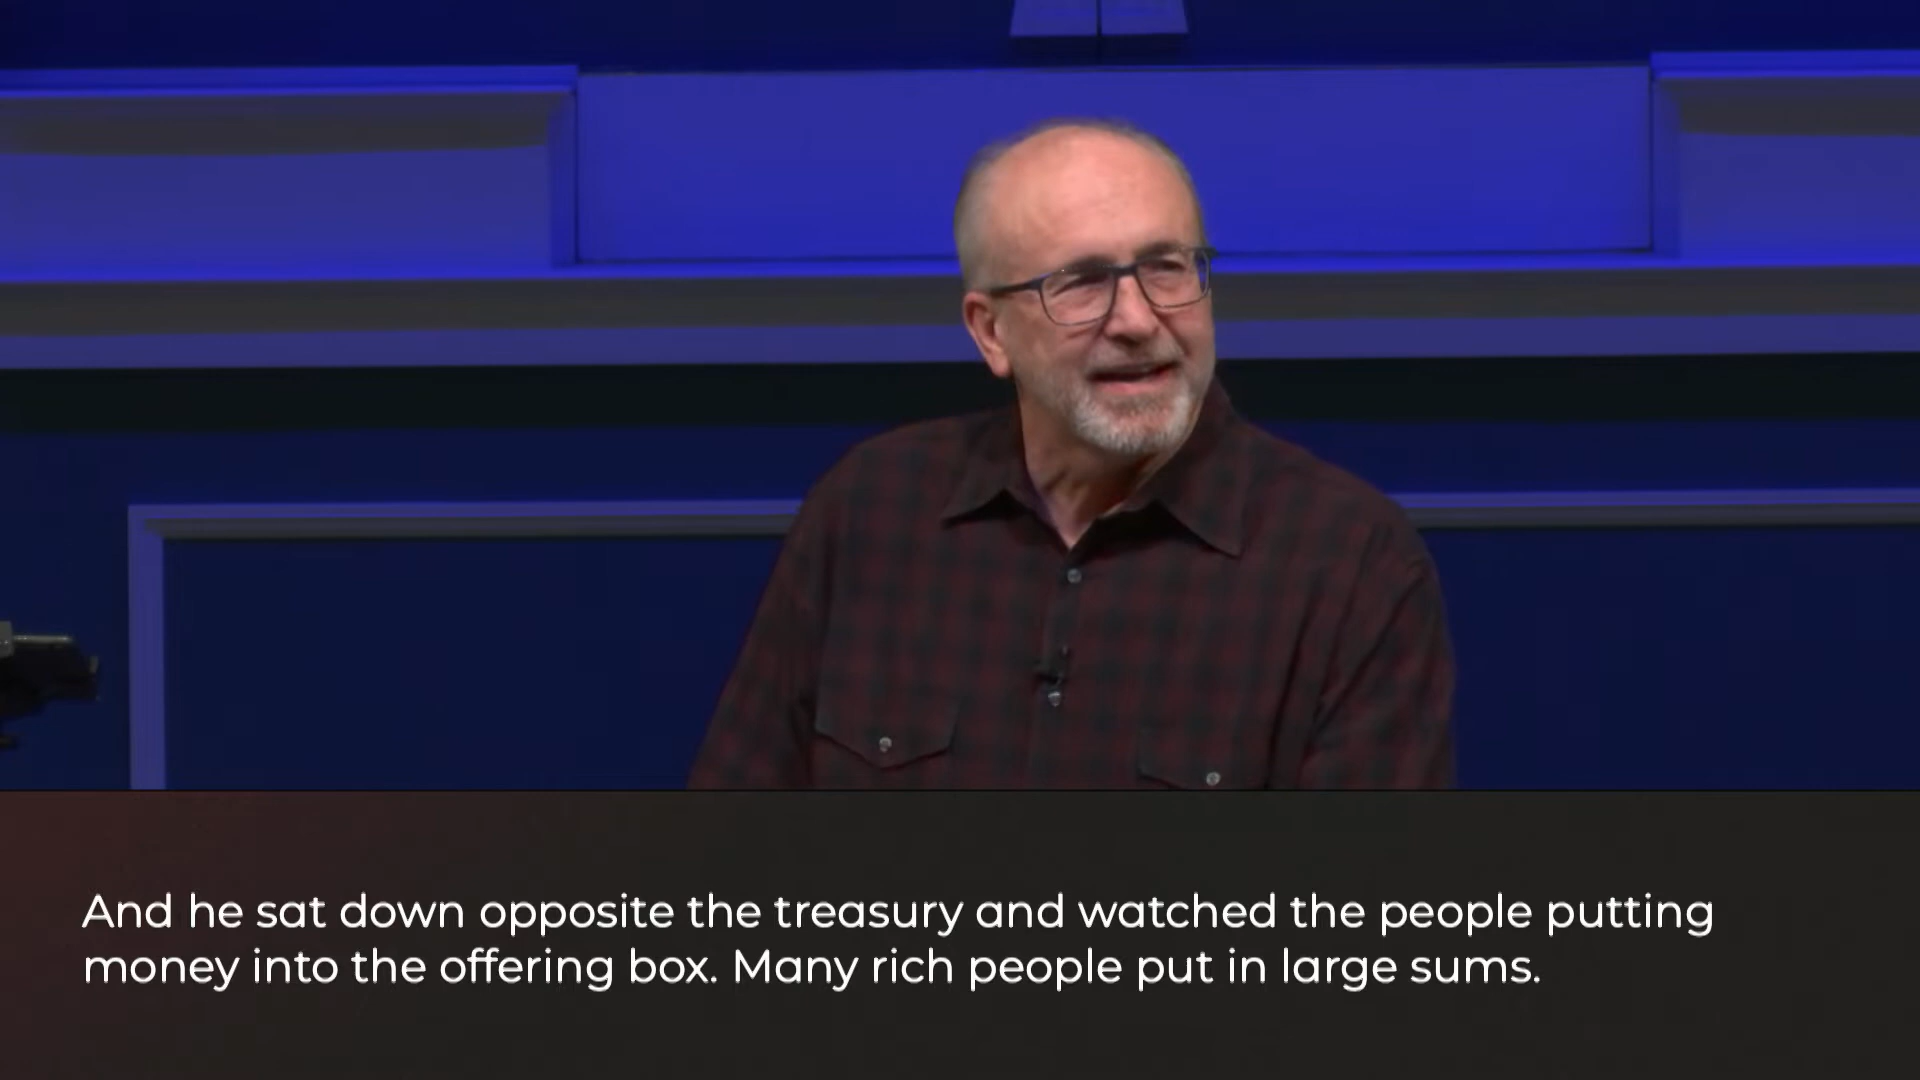 And he sat down opposite the treasury and watched the people putting
money into the offering box. Many rich people put in large sums.